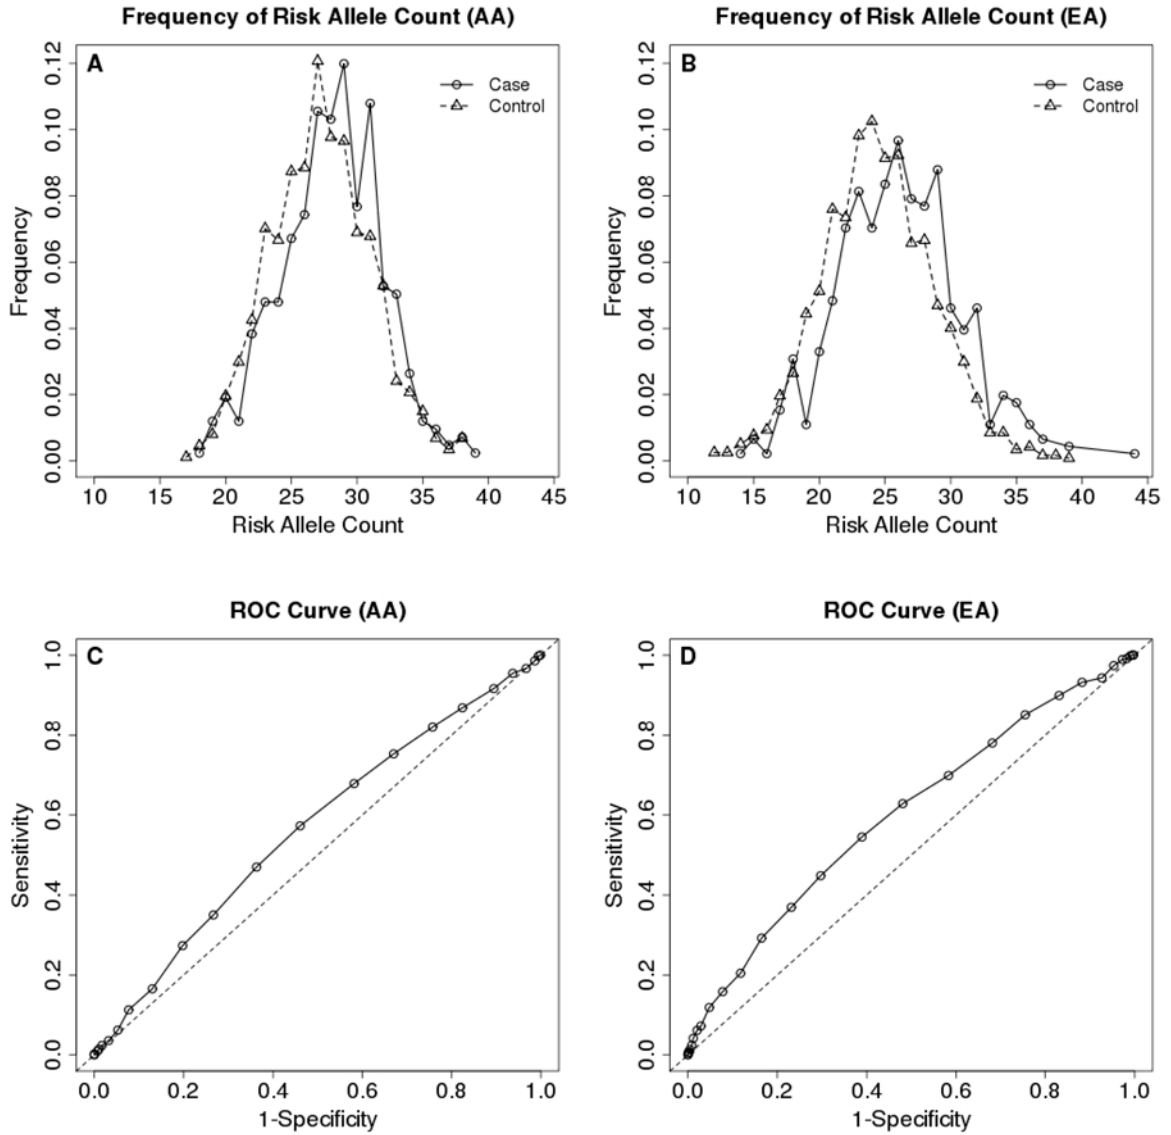 Frequency of Risk Allele Count (AA)
A
Case
Control
Frequency
0.00 0.02 0.04 0.06 0.08 0.10 0.12
10 15 20 25 30 35 40 45
Risk Allele Count
Frequency of Risk Allele Count (EA)
B
Case
Control
Frequency
0.00 0.02 0.04 0.06 0.08 0.10 0.12
10 15 20 25 30 35 40 45
Risk Allele Count
ROC Curve (AA)
C
Sensitivity
0.0 0.2 0.4 0.6 0.8 1.0
0.0 0.2 0.4 0.6 0.8 1.0
1-Specificity
ROC Curve (EA)
D
Sensitivity
0.0 0.2 0.4 0.6 0.8 1.0
0.0 0.2 0.4 0.6 0.8 1.0
1-Specificity